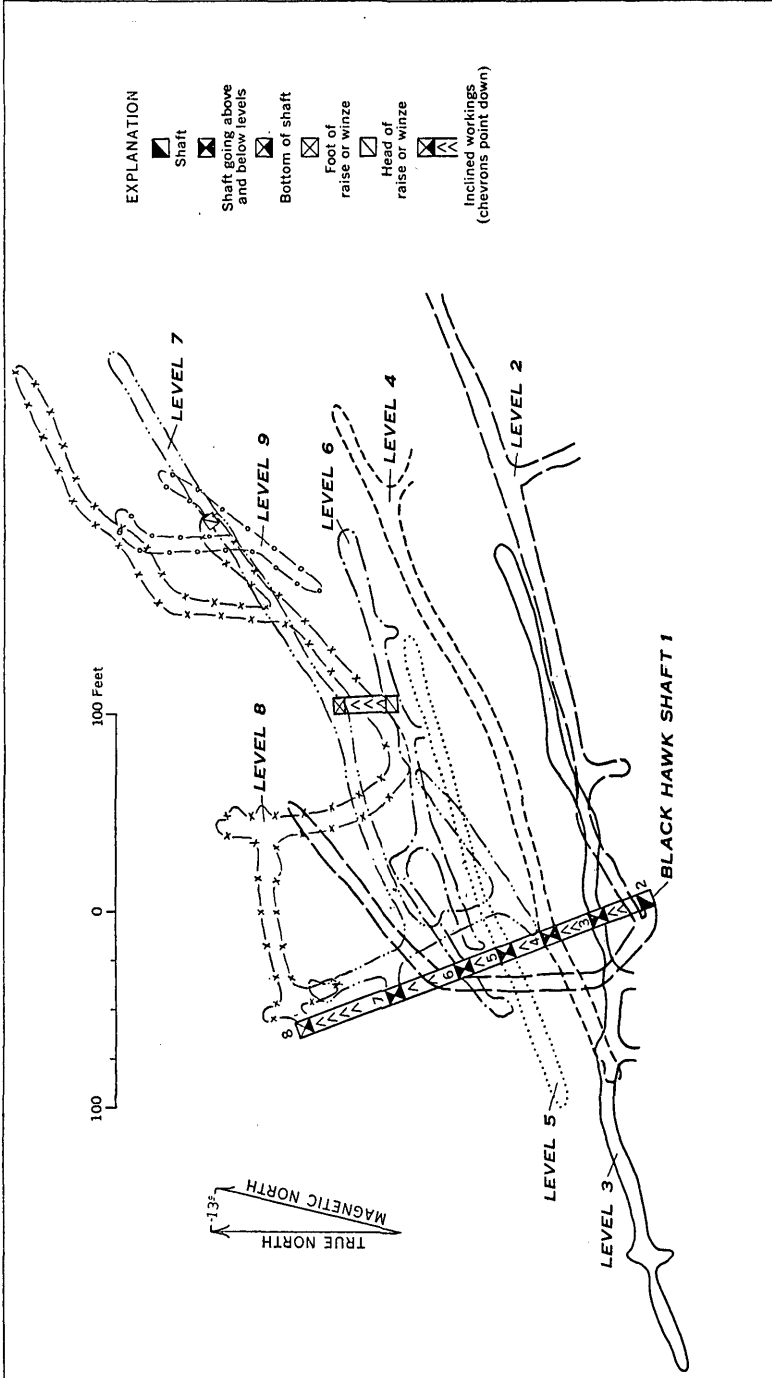 EXPLANATION
Shaft
Shaft going above
and below levels
Bottom of shaft
Foot of
raise or winze
Head of
raise or winze
Inclined workings
(chevrons point down)
100
0
100 Feet
TRUE NORTH
MAGNETIC NORTH
13°
LEVEL 7
LEVEL 9
LEVEL 8
LEVEL 6
LEVEL 4
LEVEL 2
LEVEL 5
LEVEL 3
BLACK HAWK SHAFT 1
8
7
6
5
4
3
2